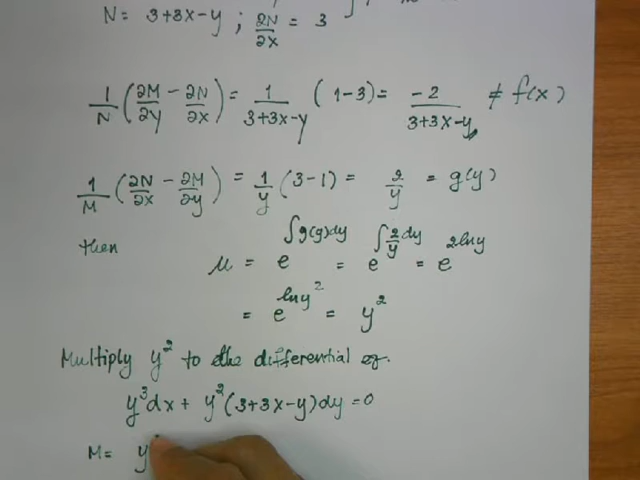 N = 3+3x-y ; ∂N/∂x = 3
1/N (∂M/∂y - ∂N/∂x) = 1/(3+3x-y) (1-3) = -2/(3+3x-y) ≠ f(x)
1/M (∂N/∂x - ∂M/∂y) = 1/y (3-1) = 2/y = g(y)
then
μ = e^∫g(y)dy = e^∫2/y dy = e^2lny
= e^lny² = y²
Multiply y² to the differential eq.
y³dx + y²(3+3x-y)dy = 0
M = y